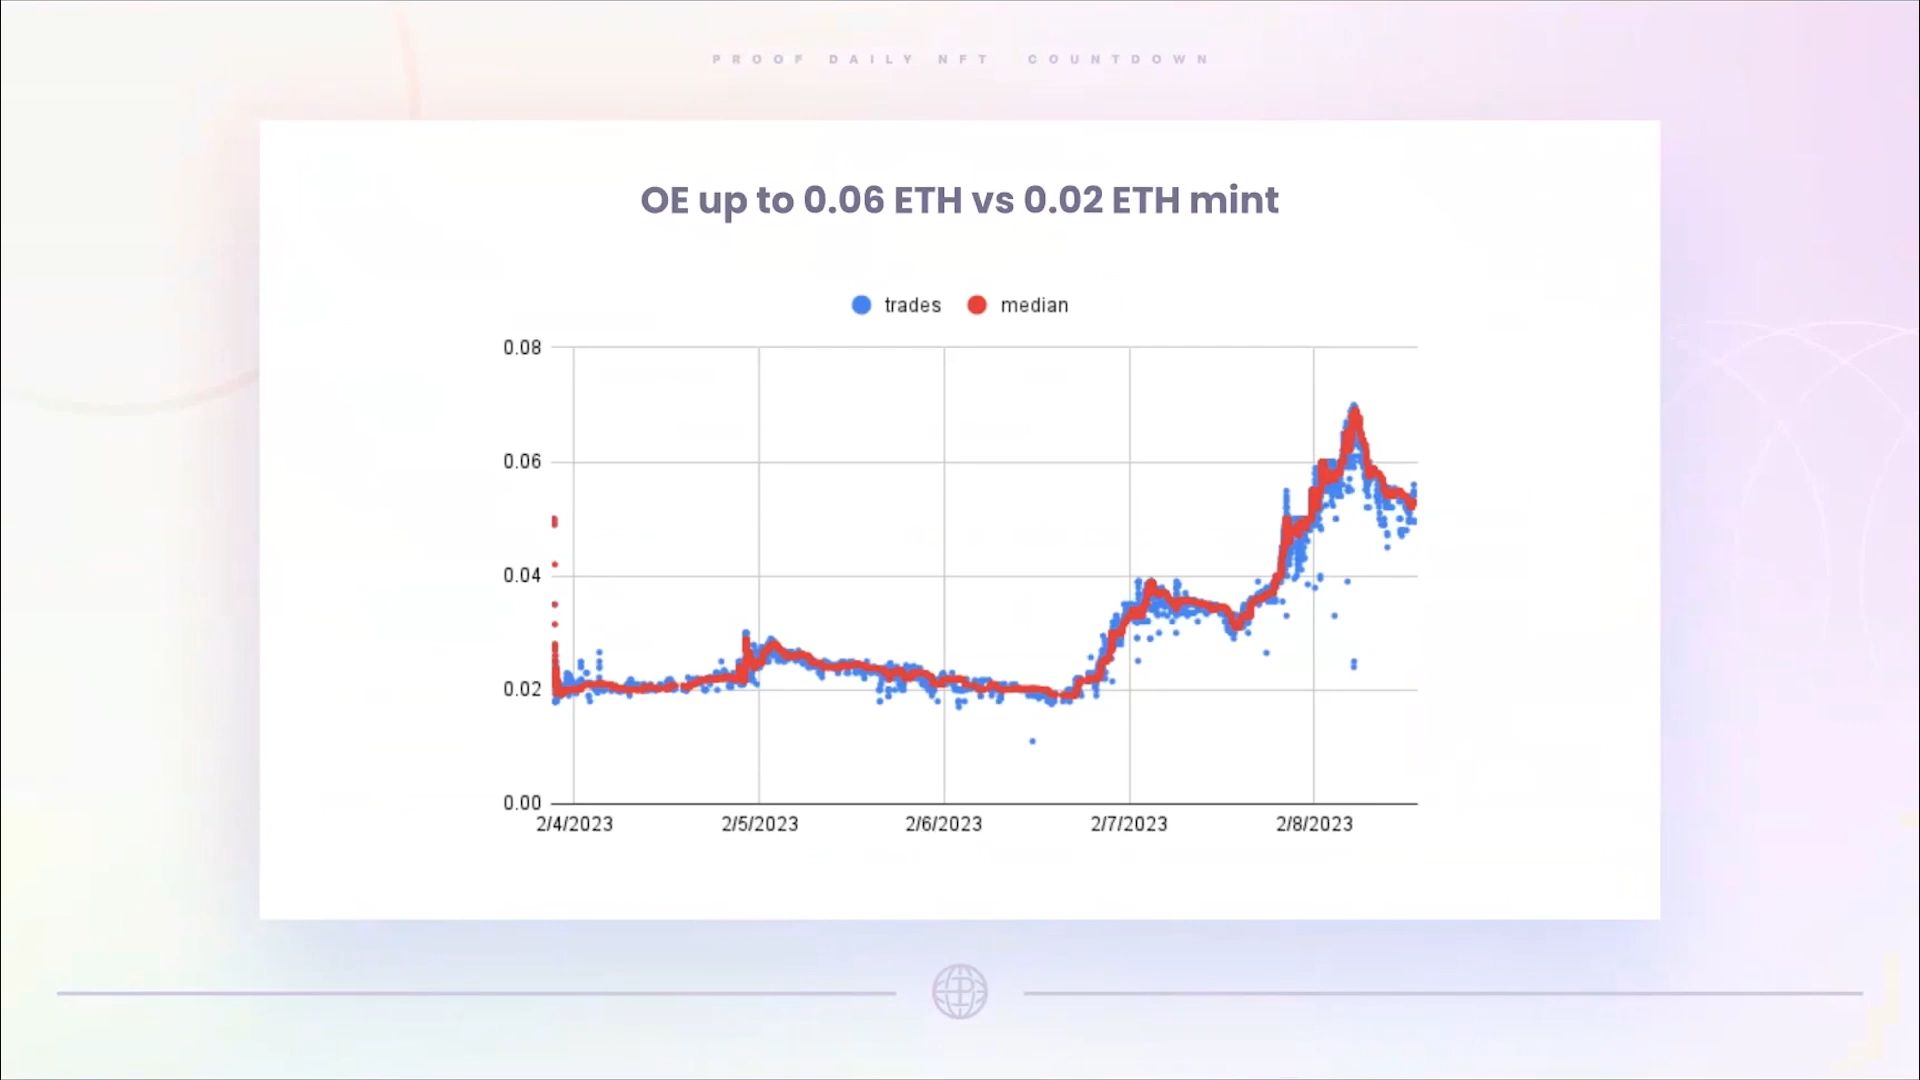 PROOF DAILY NFT COUNTDOWN
OE up to 0.06 ETH vs 0.02 ETH mint
trades median
0.08
0.06
0.04
0.02
0.00
2/4/2023 2/5/2023 2/6/2023 2/7/2023 2/8/2023